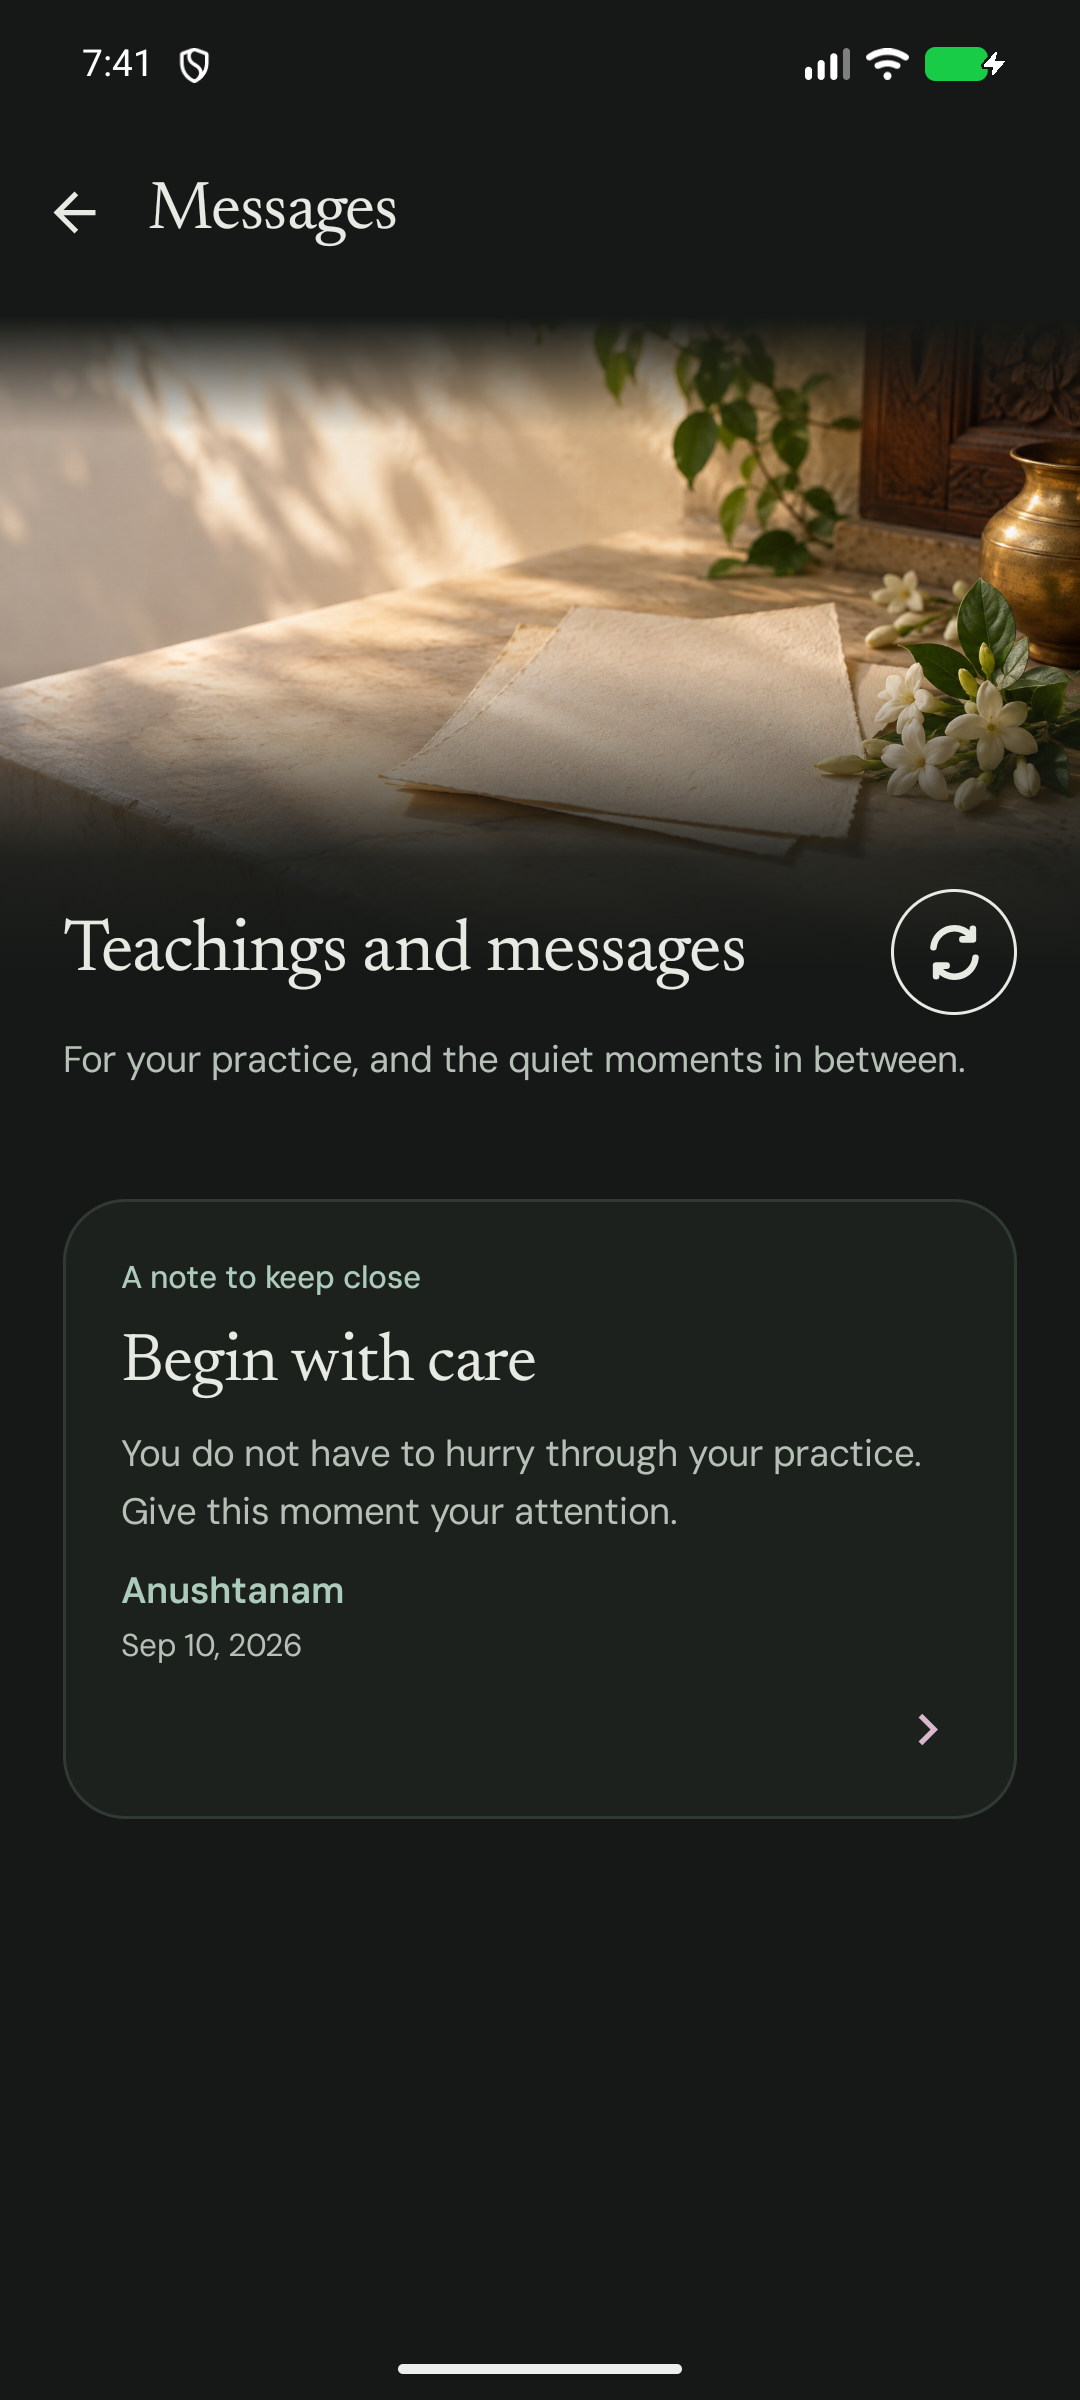 7:41
Messages
Teachings and messages
For your practice, and the quiet moments in between.
A note to keep close
Begin with care
You do not have to hurry through your practice.
Give this moment your attention.
Anushtanam
Sep 10, 2026